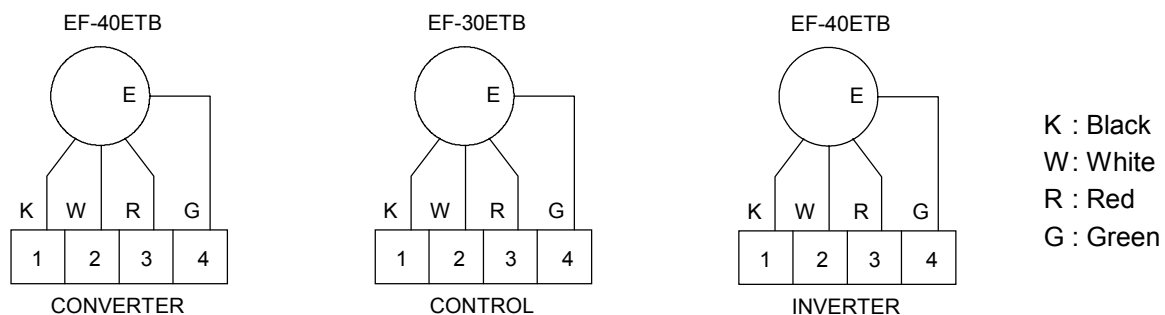 EF-40ETB
E
K W R G
1 2 3 4
CONVERTER
EF-30ETB
E
K W R G
1 2 3 4
CONTROL
EF-40ETB
E
K W R G
1 2 3 4
INVERTER
K : Black
W : White
R : Red
G : Green